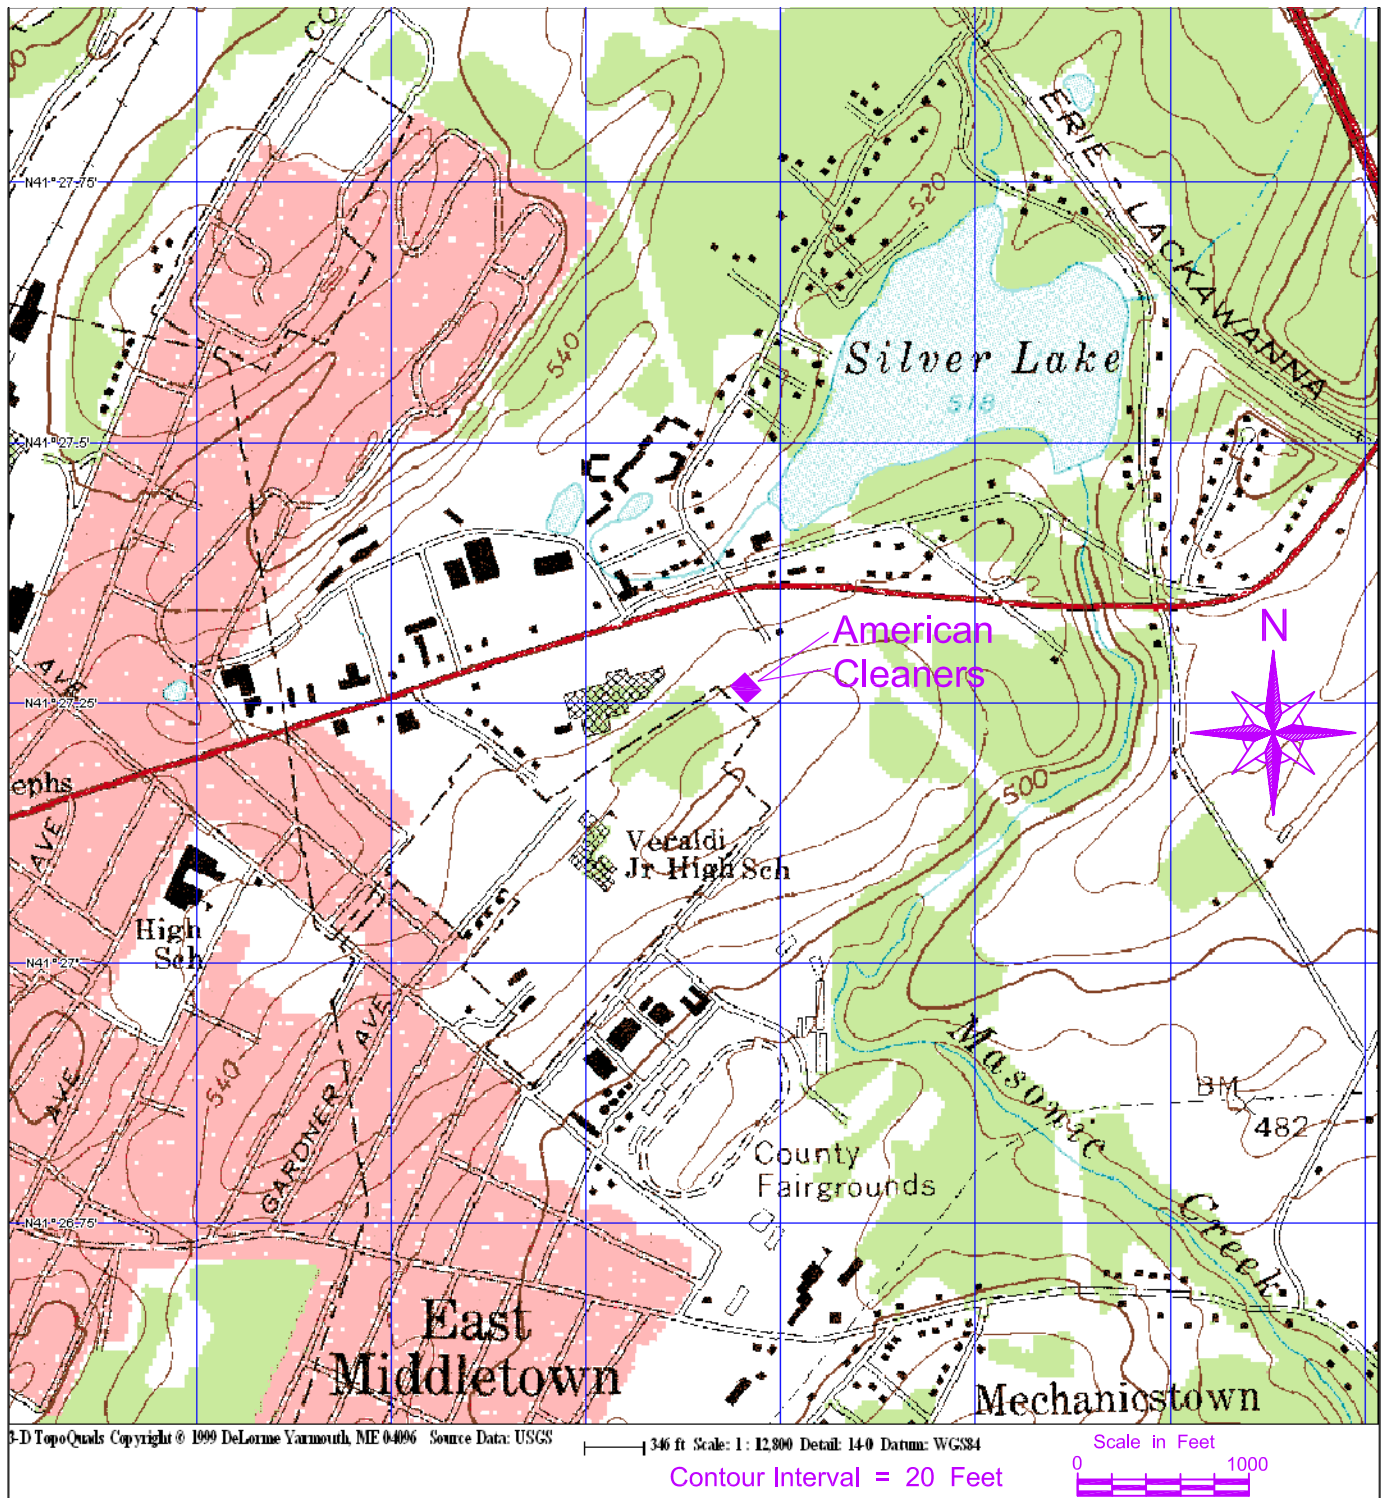 00
CO
ERIE - LACKAWANNA
N41°27.75'
520
540
Silver Lake
518
N41°27.5'
American
Cleaners
N
AVE
N41°27.25'
ephs
AVE
500
Veraldi
Jr High Sch
High
Sch
N41°27'
AVE
GARDNER AVE
540
Masonic Creek
BM
482
County
Fairgrounds
N41°26.75'
East
Middletown
Mechanicstown
3-D TopoQuads Copyright © 1999 DeLorme Yarmouth, ME 04096 Source Data: USGS
346 ft Scale: 1 : 12,800 Detail: 14-0 Datum: WGS84
Contour Interval = 20 Feet
Scale in Feet
0 1000